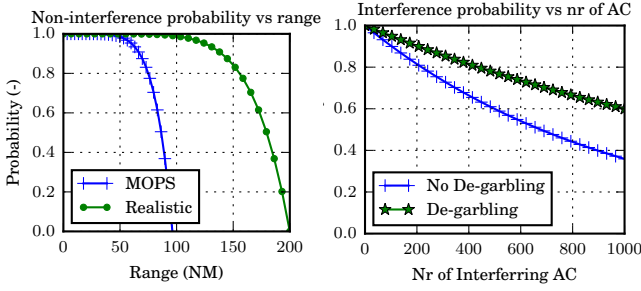 Non-interference probability vs range
1.0
0.8
0.6
0.4
0.2
0.0
Probability (-)
MOPS
Realistic
0 50 100 150 200
Range (NM)
Interference probability vs nr of AC
1.0
0.8
0.6
0.4
0.2
0.0
No De-garbling
De-garbling
0 200 400 600 800 1000
Nr of Interferring AC